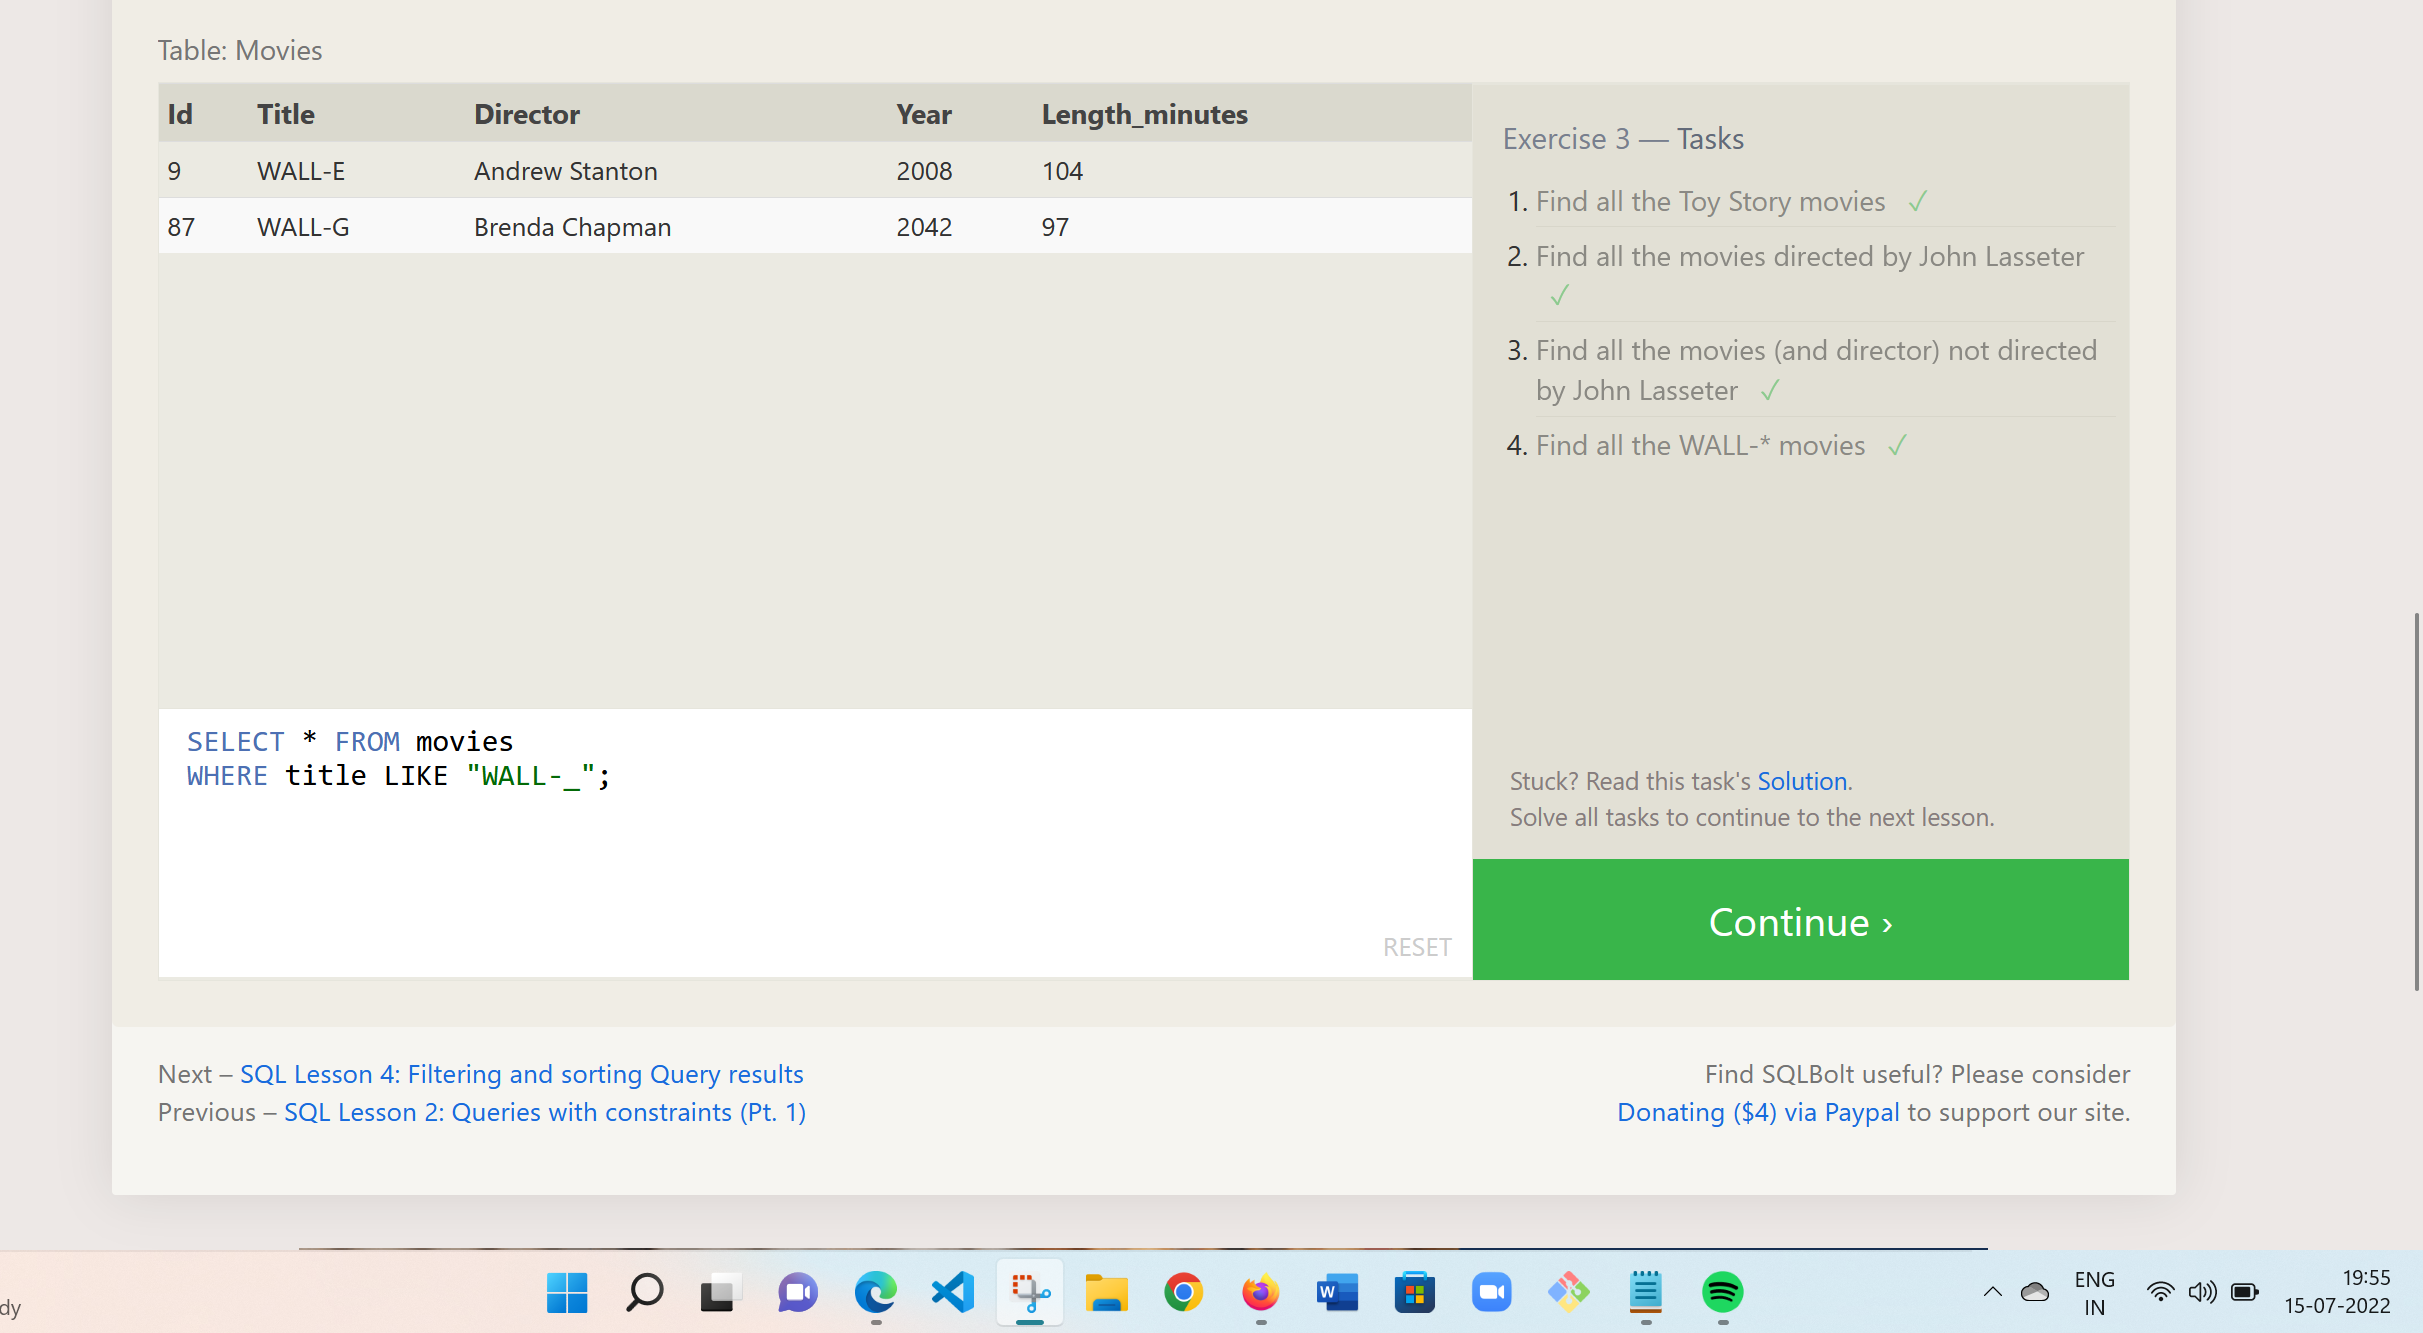 Table: Movies
Id Title Director Year Length_minutes
9 WALL-E Andrew Stanton 2008 104
87 WALL-G Brenda Chapman 2042 97
SELECT * FROM movies
WHERE title LIKE "WALL-_";
RESET
Exercise 3 — Tasks
1. Find all the Toy Story movies ✓
2. Find all the movies directed by John Lasseter
✓
3. Find all the movies (and director) not directed
by John Lasseter ✓
4. Find all the WALL-* movies ✓
Stuck? Read this task's Solution.
Solve all tasks to continue to the next lesson.
Continue ›
Next – SQL Lesson 4: Filtering and sorting Query results
Previous – SQL Lesson 2: Queries with constraints (Pt. 1)
Find SQLBolt useful? Please consider
Donating ($4) via Paypal to support our site.
dy
W
ENG
IN
19:55
15-07-2022